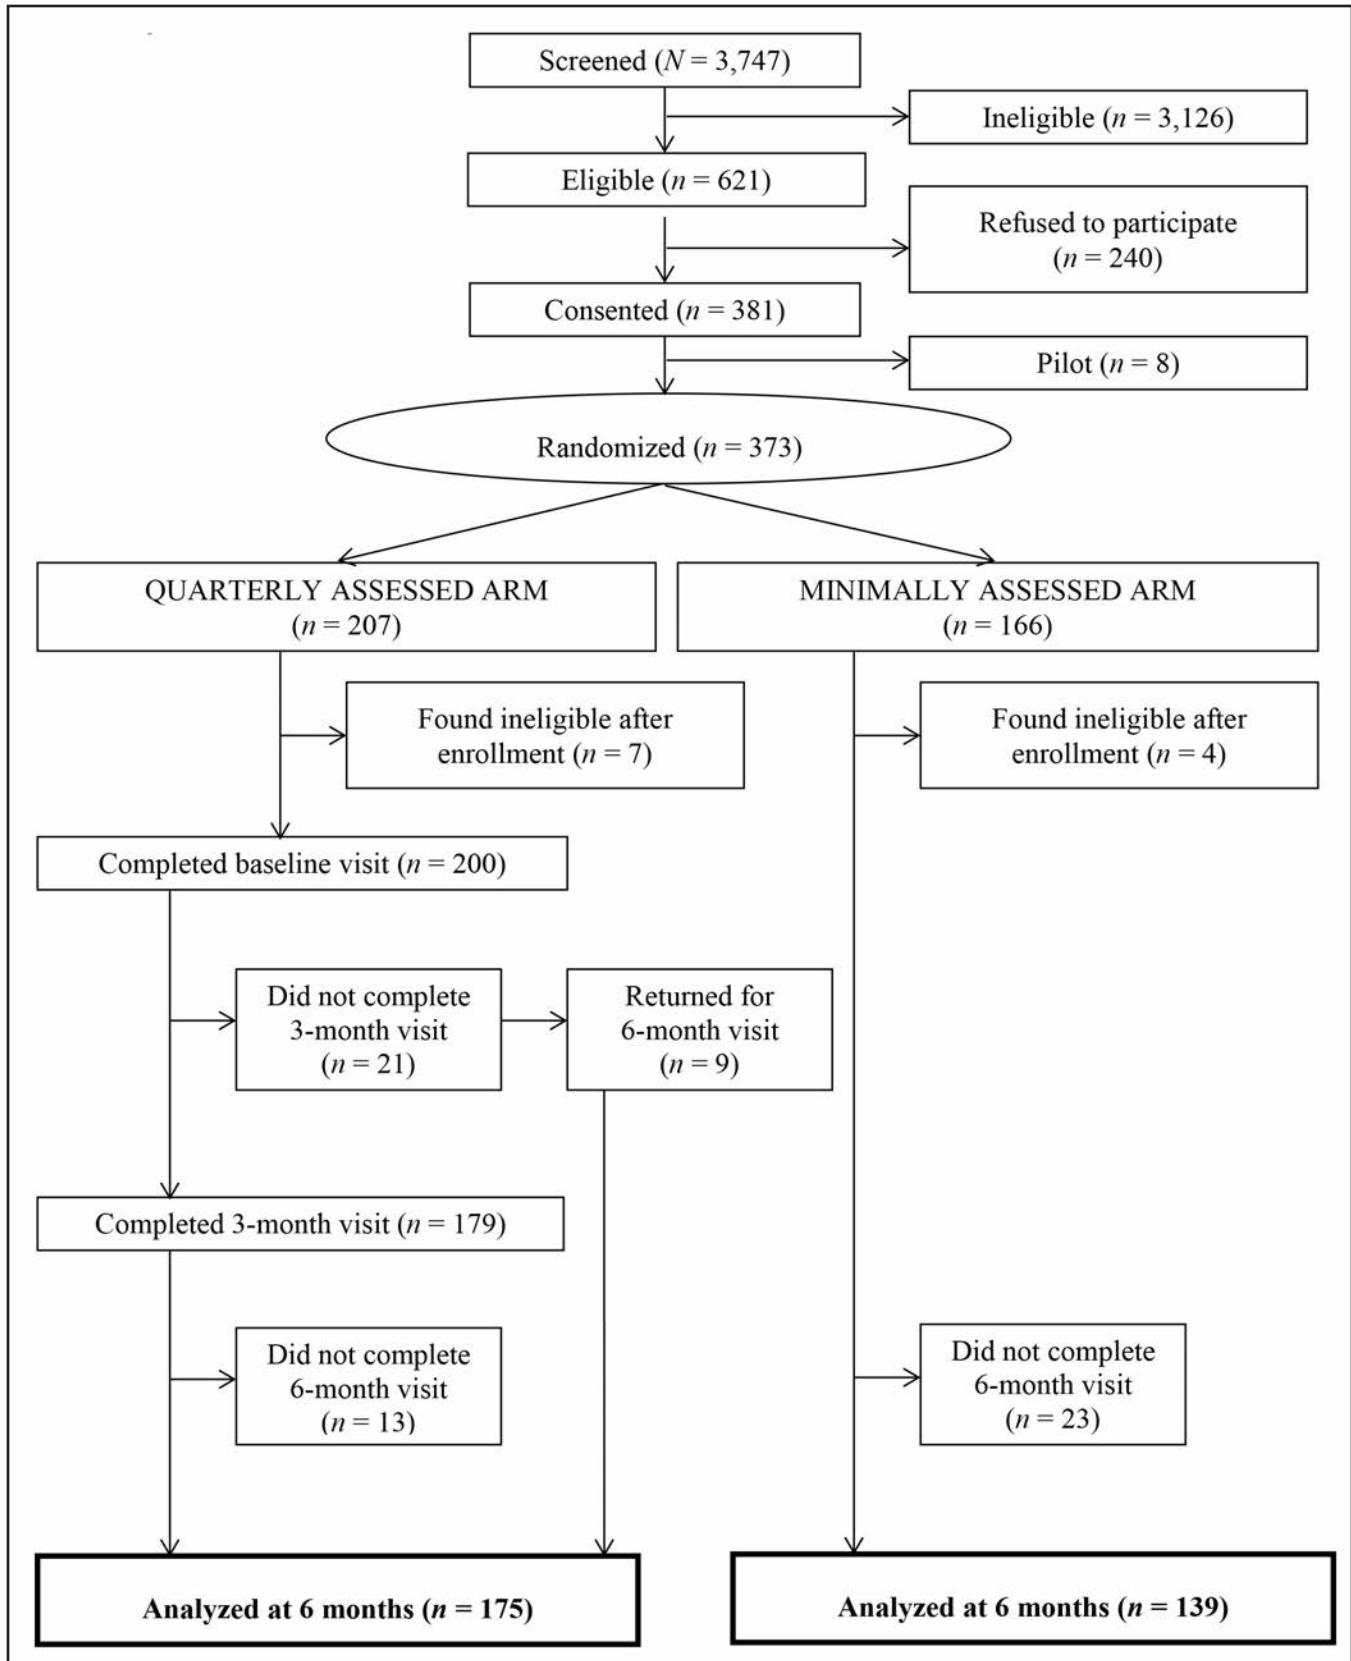 Screened (N = 3,747)
Ineligible (n = 3,126)
Eligible (n = 621)
Refused to participate
(n = 240)
Consented (n = 381)
Pilot (n = 8)
Randomized (n = 373)
QUARTERLY ASSESSED ARM
(n = 207)
MINIMALLY ASSESSED ARM
(n = 166)
Found ineligible after
enrollment (n = 7)
Found ineligible after
enrollment (n = 4)
Completed baseline visit (n = 200)
Did not complete
3-month visit
(n = 21)
Returned for
6-month visit
(n = 9)
Completed 3-month visit (n = 179)
Did not complete
6-month visit
(n = 13)
Did not complete
6-month visit
(n = 23)
Analyzed at 6 months (n = 175)
Analyzed at 6 months (n = 139)